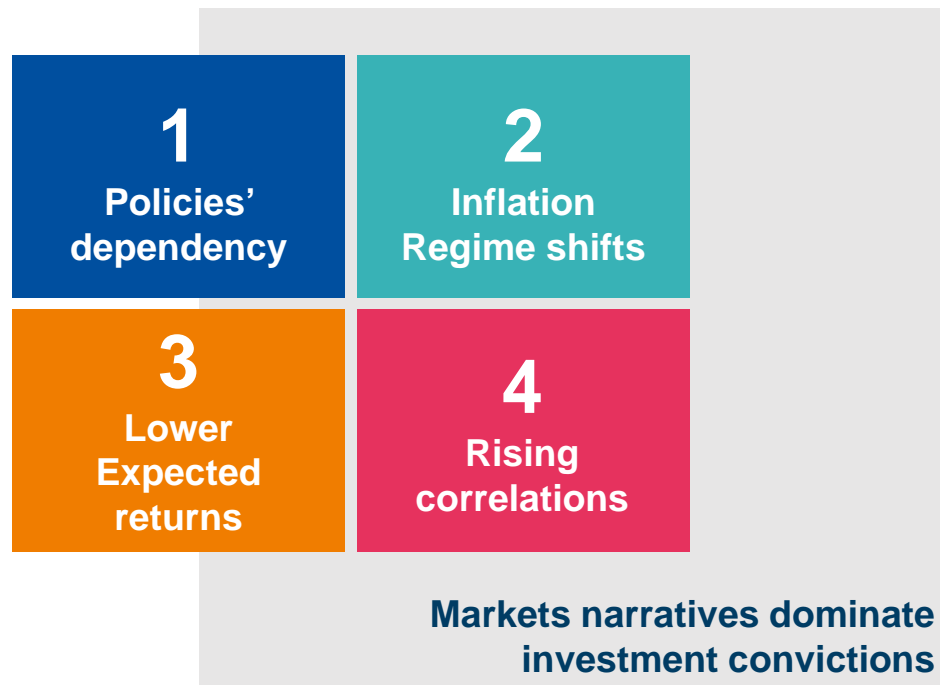 1
Policies’
dependency
2
Inflation
Regime shifts
3
Lower
Expected
returns
4
Rising
correlations
Markets narratives dominate
investment convictions